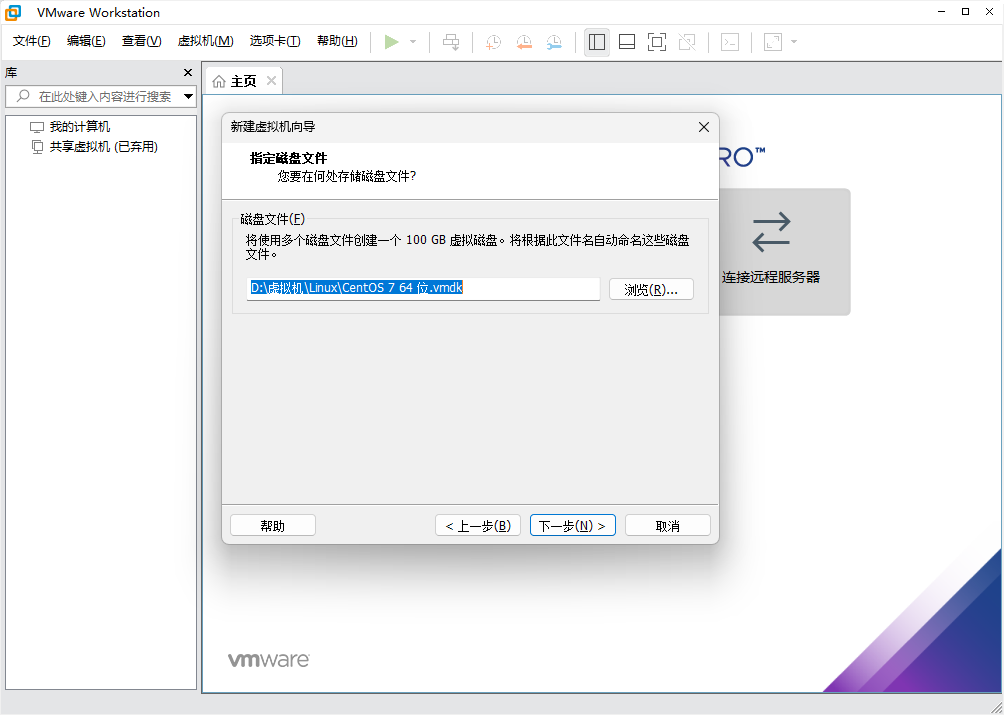 VMware Workstation
文件(F) 编辑(E) 查看(V) 虚拟机(M) 选项卡(T) 帮助(H)
库
在此处键入内容进行搜索
我的计算机
共享虚拟机 (已弃用)
主页
RO™
连接远程服务器
新建虚拟机向导
指定磁盘文件
您要在何处存储磁盘文件?
磁盘文件(F)
将使用多个磁盘文件创建一个 100 GB 虚拟磁盘。将根据此文件名自动命名这些磁盘
文件。
D:\虚拟机\Linux\CentOS 7 64 位.vmdk
浏览(R)...
帮助
< 上一步(B)
下一步(N) >
取消
vmware